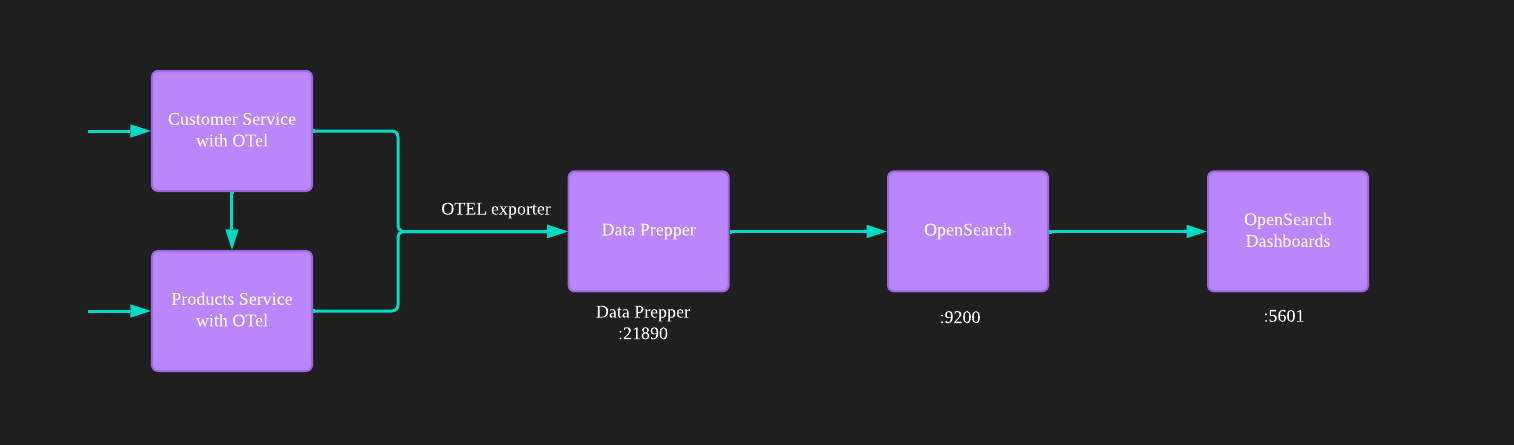 Customer Service
with OTel
Products Service
with OTel
OTEL exporter
Data Prepper
Data Prepper
:21890
OpenSearch
:9200
OpenSearch
Dashboards
:5601